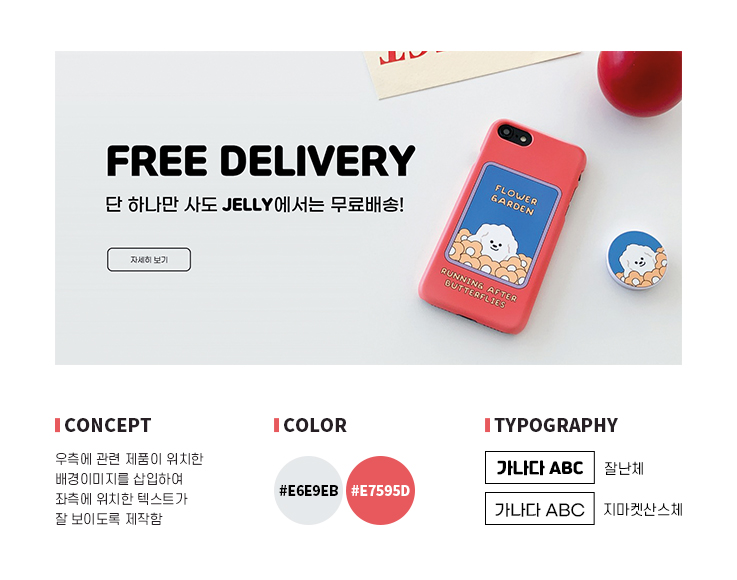 FREE DELIVERY
단 하나만 사도 JELLY에서는 무료배송!
자세히 보기
FLOWER
GARDEN
RUNNING AFTER
BUTTERFLIES
CONCEPT
우측에 관련 제품이 위치한
배경이미지를 삽입하여
좌측에 위치한 텍스트가
잘 보이도록 제작함
COLOR
#E6E9EB
#E7595D
TYPOGRAPHY
가나다 ABC
잘난체
가나다 ABC
지마켓산스체